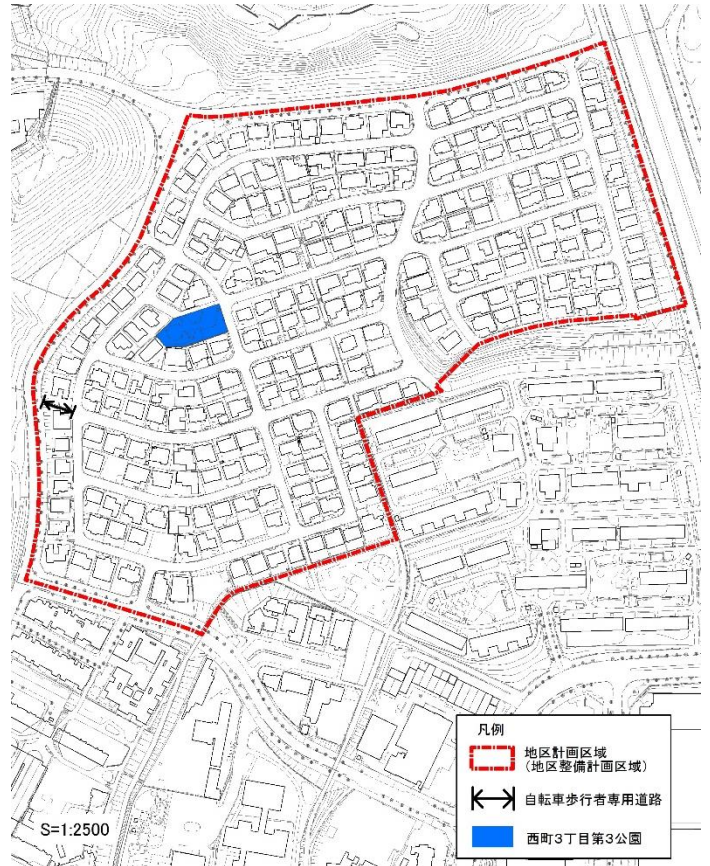 凡例
地区計画区域
(地区整備計画区域)
自転車歩行者専用道路
西町3丁目第3公園
S=1:2500